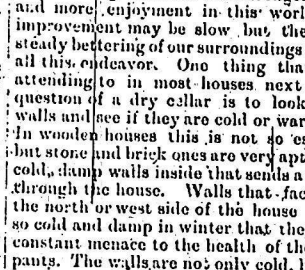 and more enjoyment in this worl
improvement may be slow but the
steady bettering of our surroundings
all this endeavor. One thing tha
attending to in most houses next
question of a dry cellar is to look
walls and see if they are cold or war
In wooden houses this is not so es
but stone and brick ones are very apt
cold, damp walls inside that sends a
through the house. Walls that fac
the north or west side of the house
so cold and damp in winter that the
constant menace to the health of th
pants. The walls are not only cold, i